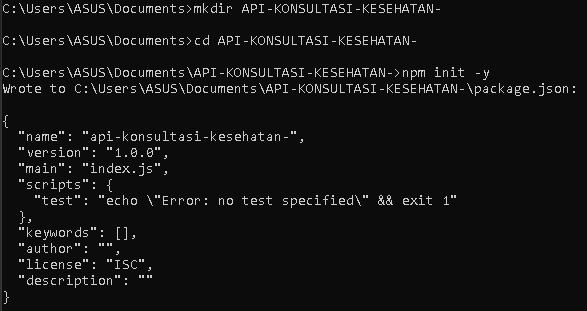 C:\Users\ASUS\Documents>mkdir API-KONSULTASI-KESEHATAN-
C:\Users\ASUS\Documents>cd API-KONSULTASI-KESEHATAN-
C:\Users\ASUS\Documents\API-KONSULTASI-KESEHATAN->npm init -y
Wrote to C:\Users\ASUS\Documents\API-KONSULTASI-KESEHATAN-\package.json:
{
  "name": "api-konsultasi-kesehatan-",
  "version": "1.0.0",
  "main": "index.js",
  "scripts": {
    "test": "echo \"Error: no test specified\" && exit 1"
  },
  "keywords": [],
  "author": "",
  "license": "ISC",
  "description": ""
}